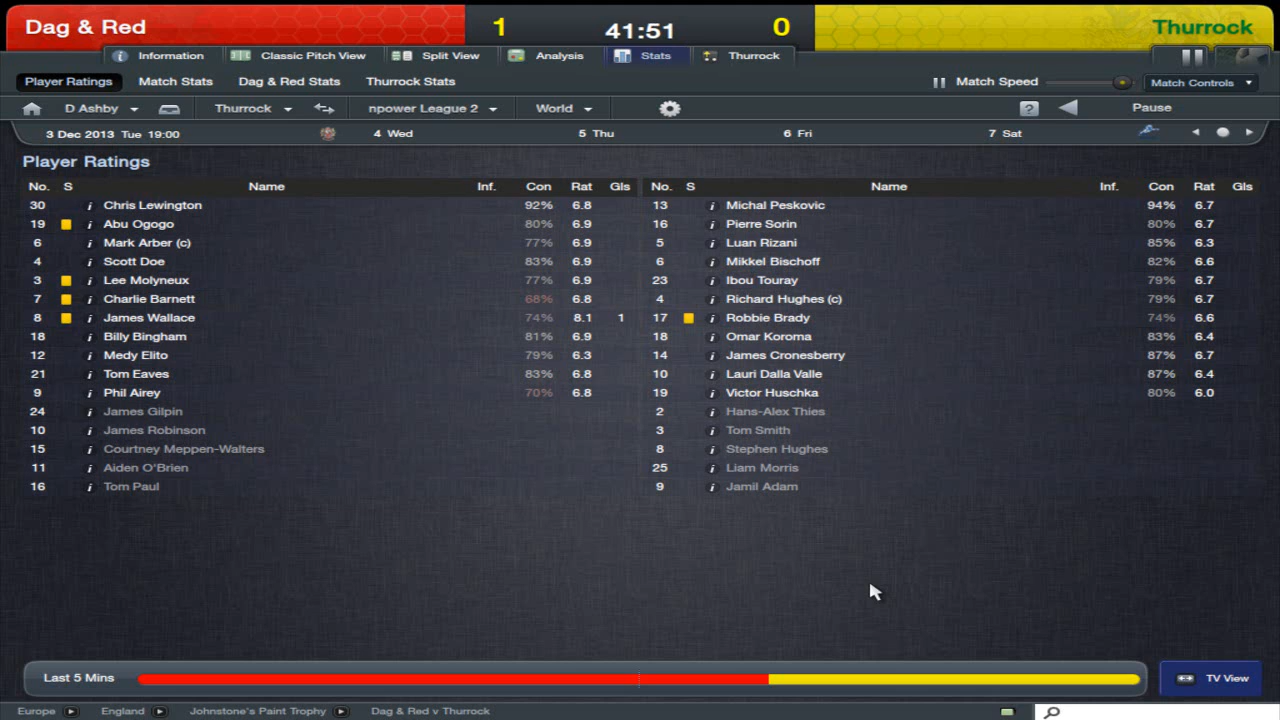 Dag & Red 1 41:51 0 Thurrock
Information Classic Pitch View Split View Analysis Stats Thurrock
Player Ratings Match Stats Dag & Red Stats Thurrock Stats Match Speed Match Controls
D Ashby Thurrock npower League 2 World ? Pause
3 Dec 2013 Tue 19:00 4 Wed 5 Thu 6 Fri 7 Sat
Player Ratings
No. S Name Inf. Con Rat Gls No. S Name Inf. Con Rat Gls
30 i Chris Lewington 92% 6.8 13 i Michal Peskovic 94% 6.7
19 i Abu Ogogo 80% 6.9 16 i Pierre Sorin 80% 6.7
6 i Mark Arber (c) 77% 6.9 5 i Luan Rizani 85% 6.3
4 i Scott Doe 83% 6.9 6 i Mikkel Bischoff 82% 6.6
3 i Lee Molyneux 77% 6.9 23 i Ibou Touray 79% 6.7
7 i Charlie Barnett 68% 6.8 4 i Richard Hughes (c) 79% 6.7
8 i James Wallace 74% 8.1 1 17 i Robbie Brady 74% 6.6
18 i Billy Bingham 81% 6.9 18 i Omar Koroma 83% 6.4
12 i Medy Elito 79% 6.3 14 i James Cronesberry 87% 6.7
21 i Tom Eaves 83% 6.8 10 i Lauri Dalla Valle 87% 6.4
9 i Phil Airey 70% 6.8 19 i Victor Huschka 80% 6.0
24 i James Gilpin 2 i Hans-Alex Thies
10 i James Robinson 3 i Tom Smith
15 i Courtney Meppen-Walters 8 i Stephen Hughes
11 i Aiden O'Brien 25 i Liam Morris
16 i Tom Paul 9 i Jamil Adam
Last 5 Mins TV View
Europe England Johnstone's Paint Trophy Dag & Red v Thurrock